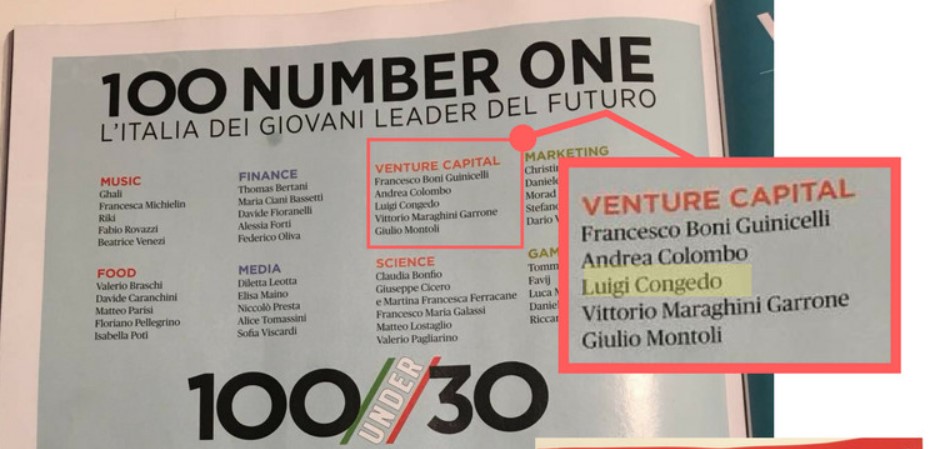 100 NUMBER ONE
L'ITALIA DEI GIOVANI LEADER DEL FUTURO
MUSIC
Ghali
Francesca Michielin
Riki
Fabio Rovazzi
Beatrice Venezi
FINANCE
Thomas Bertani
Maria Ciani Bassetti
Davide Fioranelli
Alessia Forti
Federico Oliva
VENTURE CAPITAL
Francesco Boni Guinicelli
Andrea Colombo
Luigi Congedo
Vittorio Maraghini Garrone
Giulio Montoli
MARKETING
Morad
Dario
FOOD
Valerio Braschi
Davide Caranchini
Matteo Parisi
Floriano Pellegrino
Isabella Potì
MEDIA
Diletta Leotta
Elisa Maino
Niccolò Presta
Alice Tomassini
Sofia Viscardi
SCIENCE
Claudia Bonfio
Giuseppe Cicero
e Martina Francesca Ferracane
Francesco Maria Galassi
Matteo Lostaglio
Valerio Pagliarino
Favij
Luca
VENTURE CAPITAL
Francesco Boni Guinicelli
Andrea Colombo
Luigi Congedo
Vittorio Maraghini Garrone
Giulio Montoli
100 UNDER 30